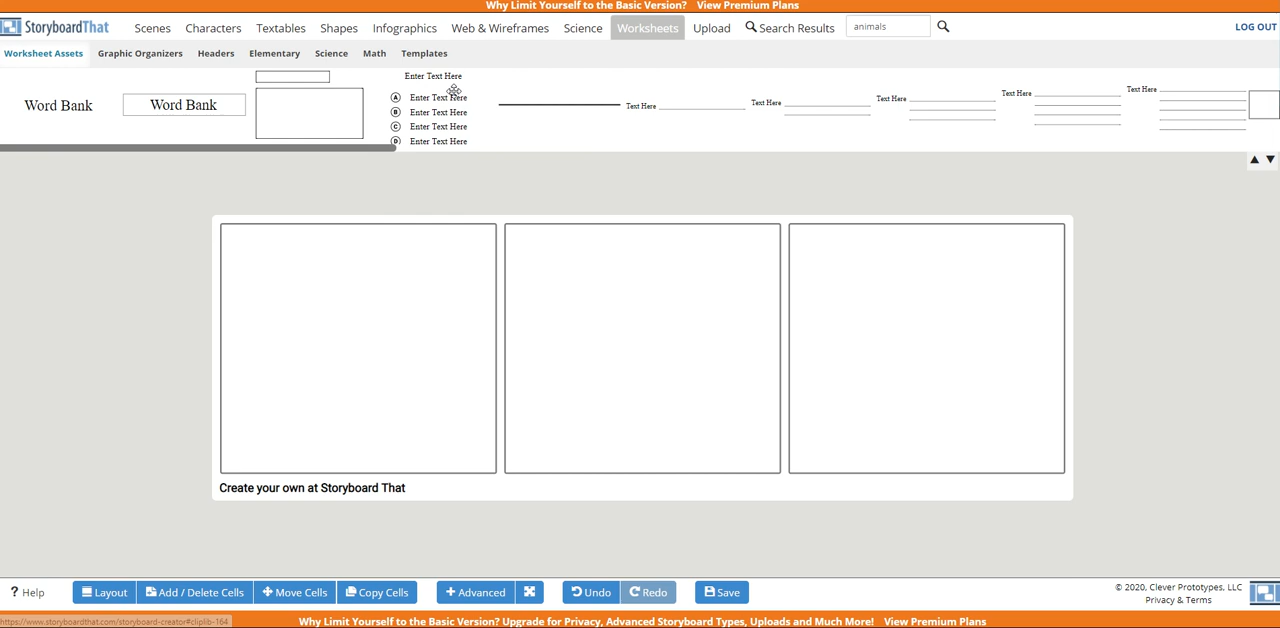 Why Limit Yourself to the Basic Version? View Premium Plans
StoryboardThat Scenes Characters Textables Shapes Infographics Web & Wireframes Science Worksheets Upload Search Results animals LOG OUT
Worksheet Assets Graphic Organizers Headers Elementary Science Math Templates
Word Bank
Word Bank
Enter Text Here
A Enter Text Here
B Enter Text Here
C Enter Text Here
D Enter Text Here
Text Here
Text Here
Text Here
Text Here
Text Here
Create your own at Storyboard That
? Help Layout Add / Delete Cells Move Cells Copy Cells + Advanced Undo Redo Save
© 2020, Clever Prototypes, LLC
Privacy & Terms
https://www.storyboardthat.com/storyboard-creator#cliplib-164
Why Limit Yourself to the Basic Version? Upgrade for Privacy, Advanced Storyboard Types, Uploads and Much More! View Premium Plans